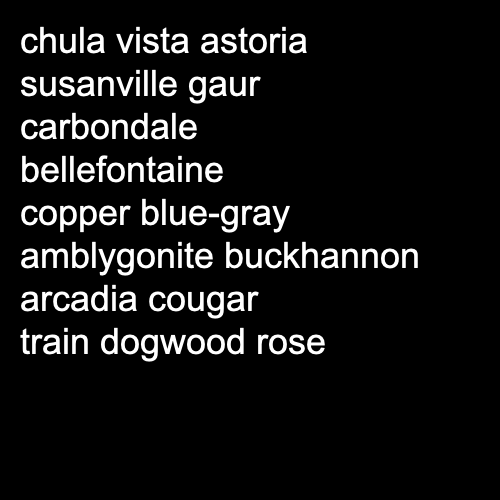 chula vista astoria
susanville gaur
carbondale
bellefontaine
copper blue-gray
amblygonite buckhannon
arcadia cougar
train dogwood rose